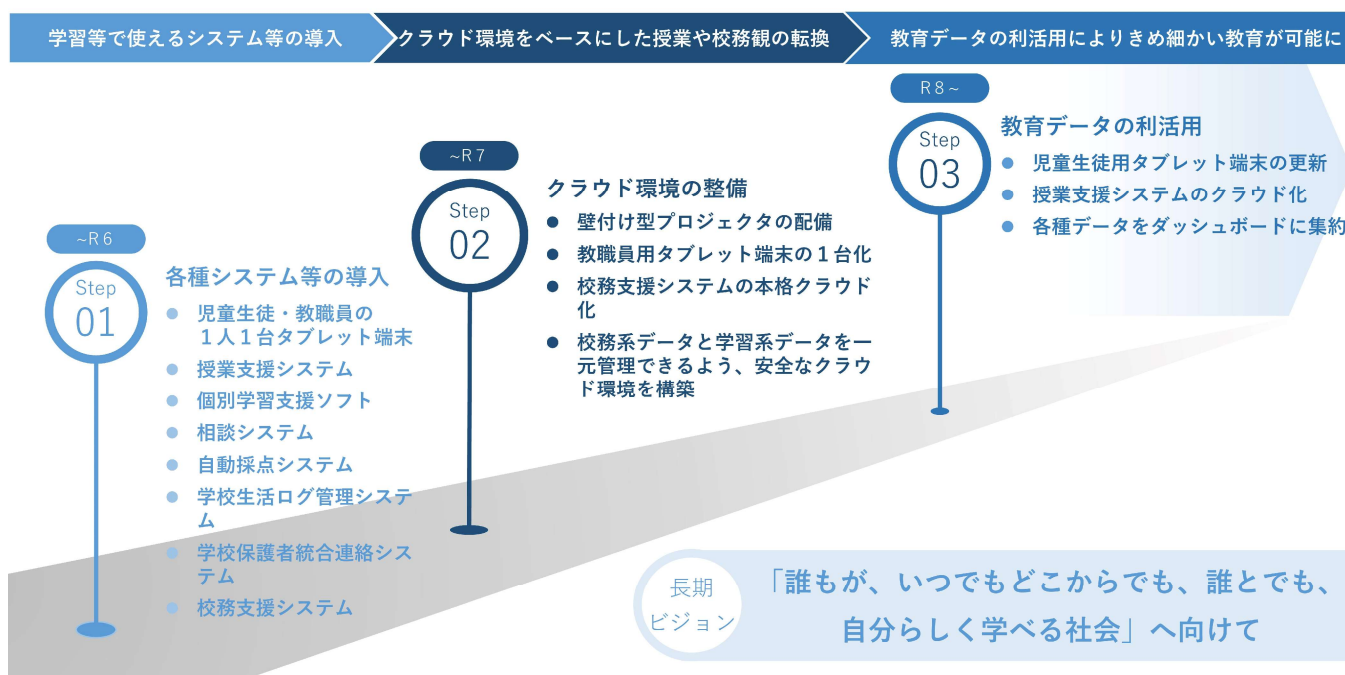 学習等で使えるシステム等の導入
クラウド環境をベースにした授業や校務観の転換
教育データの利活用によりきめ細かい教育が可能に
~R6
Step
01
各種システム等の導入
● 児童生徒・教職員の
１人１台タブレット端末
● 授業支援システム
● 個別学習支援ソフト
● 相談システム
● 自動採点システム
● 学校生活ログ管理システ
ム
● 学校保護者統合連絡シス
テム
● 校務支援システム
~R7
Step
02
クラウド環境の整備
● 壁付け型プロジェクタの配備
● 教職員用タブレット端末の１台化
● 校務支援システムの本格クラウド
化
● 校務系データと学習系データを一
元管理できるよう、安全なクラウ
ド環境を構築
R8~
Step
03
教育データの利活用
● 児童生徒用タブレット端末の更新
● 授業支援システムのクラウド化
● 各種データをダッシュボードに集約
長期
ビジョン
「誰もが、いつでもどこからでも、誰とでも、
自分らしく学べる社会」へ向けて